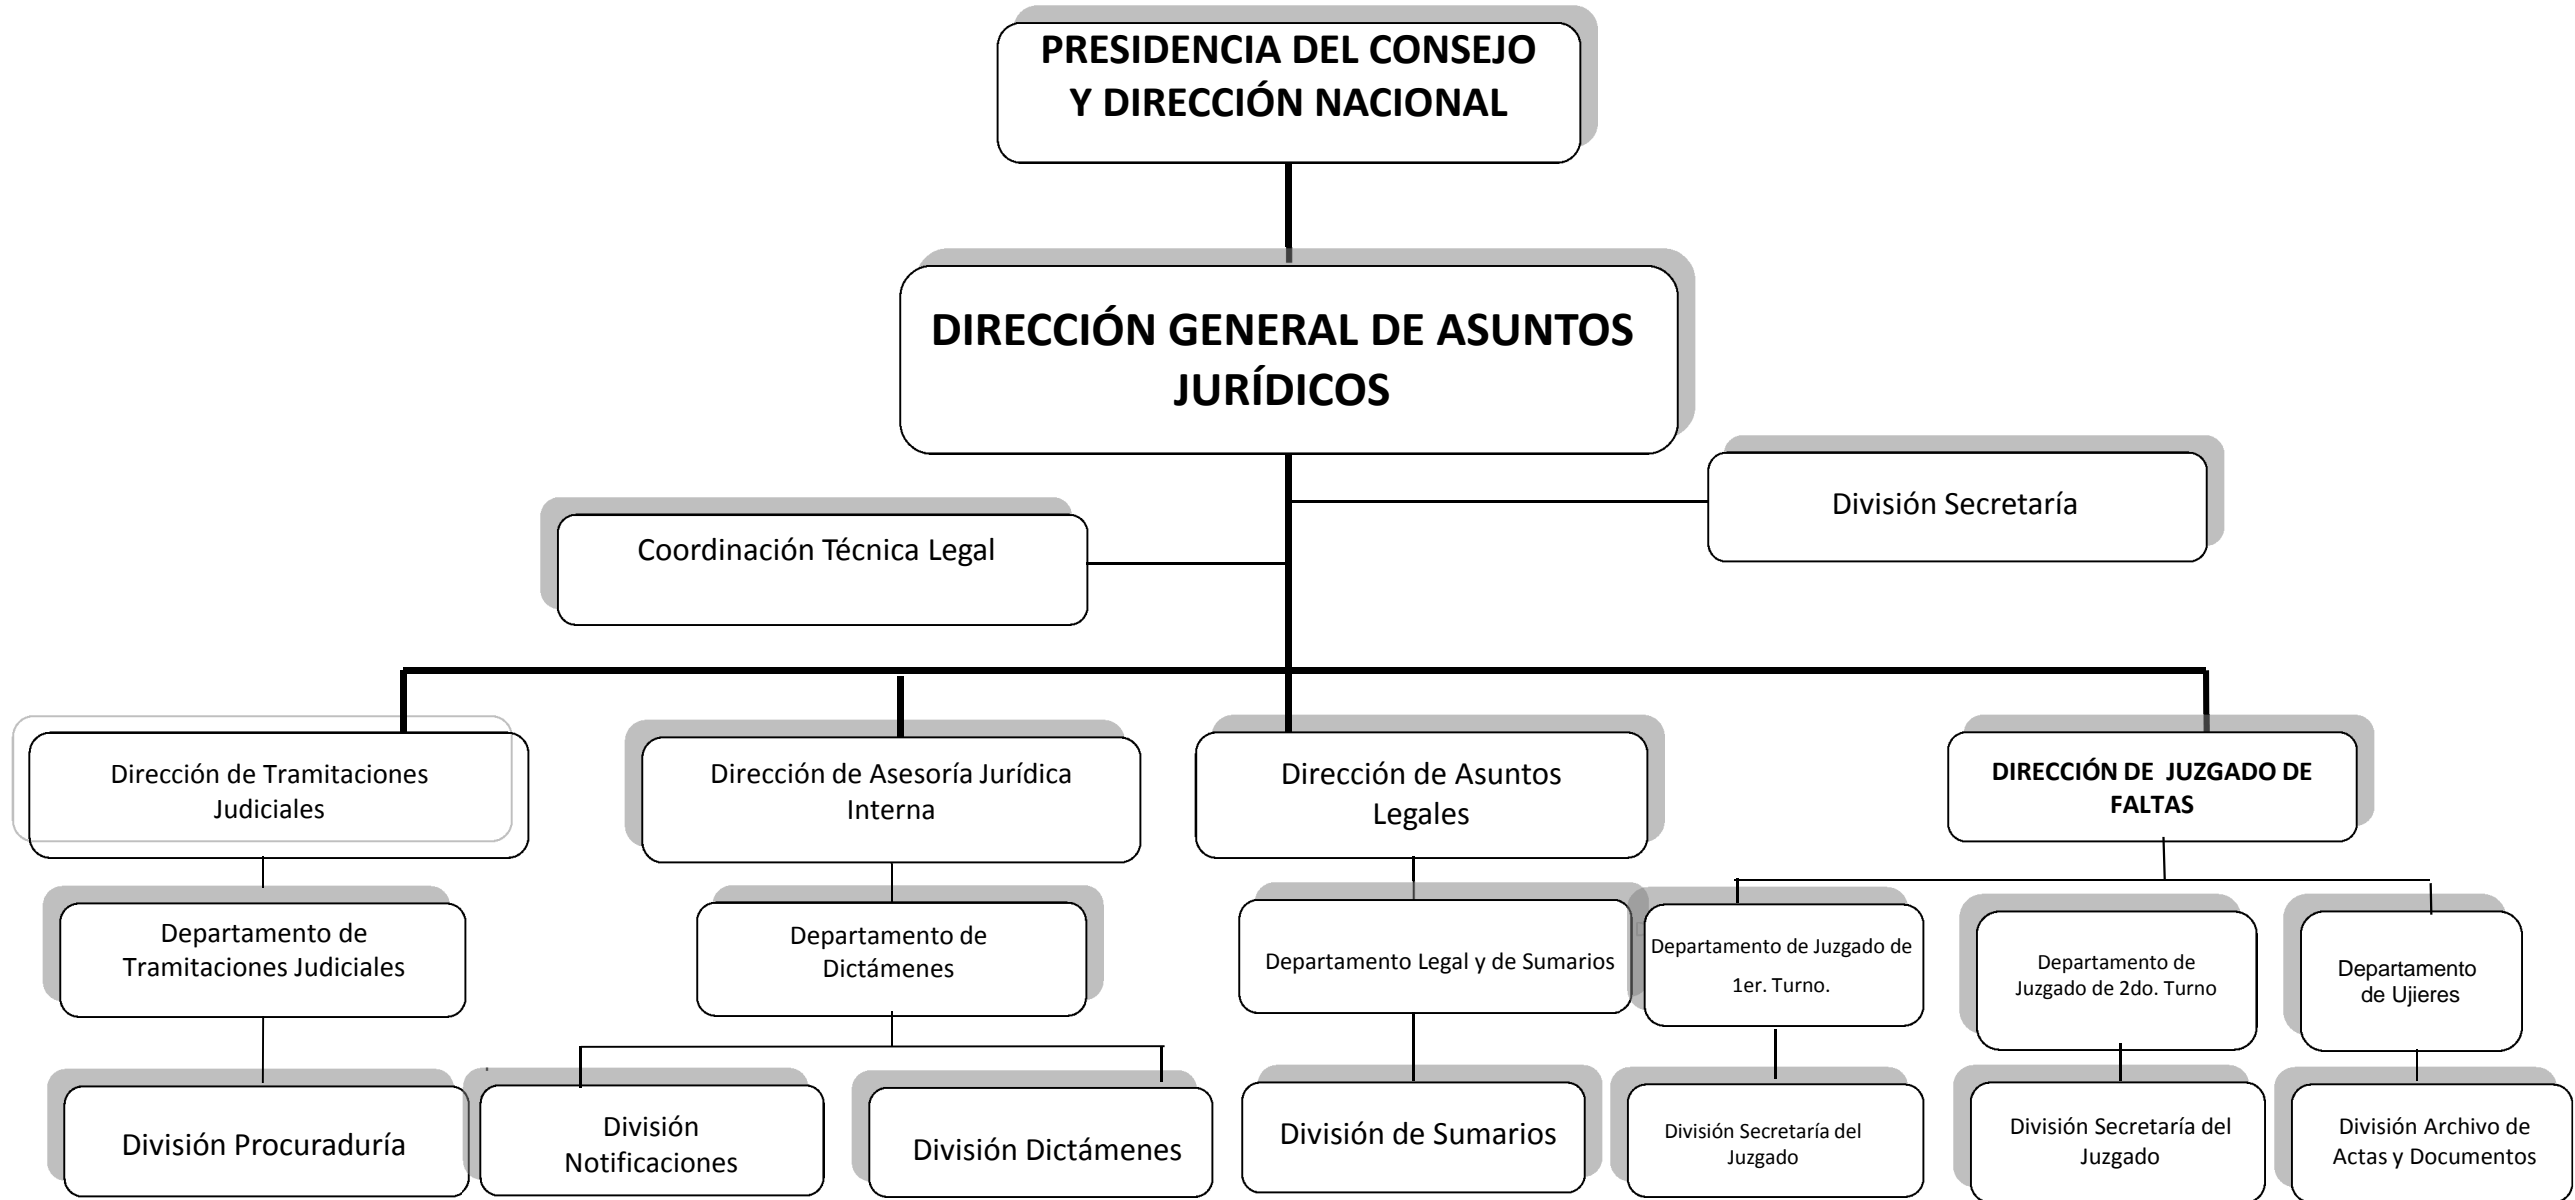 PRESIDENCIA DEL CONSEJO
Y DIRECCIÓN NACIONAL
DIRECCIÓN GENERAL DE ASUNTOS
JURÍDICOS
División Secretaría
Coordinación Técnica Legal
Dirección de Tramitaciones
Judiciales
Dirección de Asesoría Jurídica
Interna
Dirección de Asuntos
Legales
DIRECCIÓN DE JUZGADO DE
FALTAS
Departamento de
Tramitaciones Judiciales
Departamento de
Dictámenes
Departamento Legal y de Sumarios
Departamento de Juzgado de
1er. Turno.
Departamento de
Juzgado de 2do. Turno
Departamento
de Ujieres
División Procuraduría
División
Notificaciones
División Dictámenes
División de Sumarios
División Secretaría del
Juzgado
División Secretaría del
Juzgado
División Archivo de
Actas y Documentos